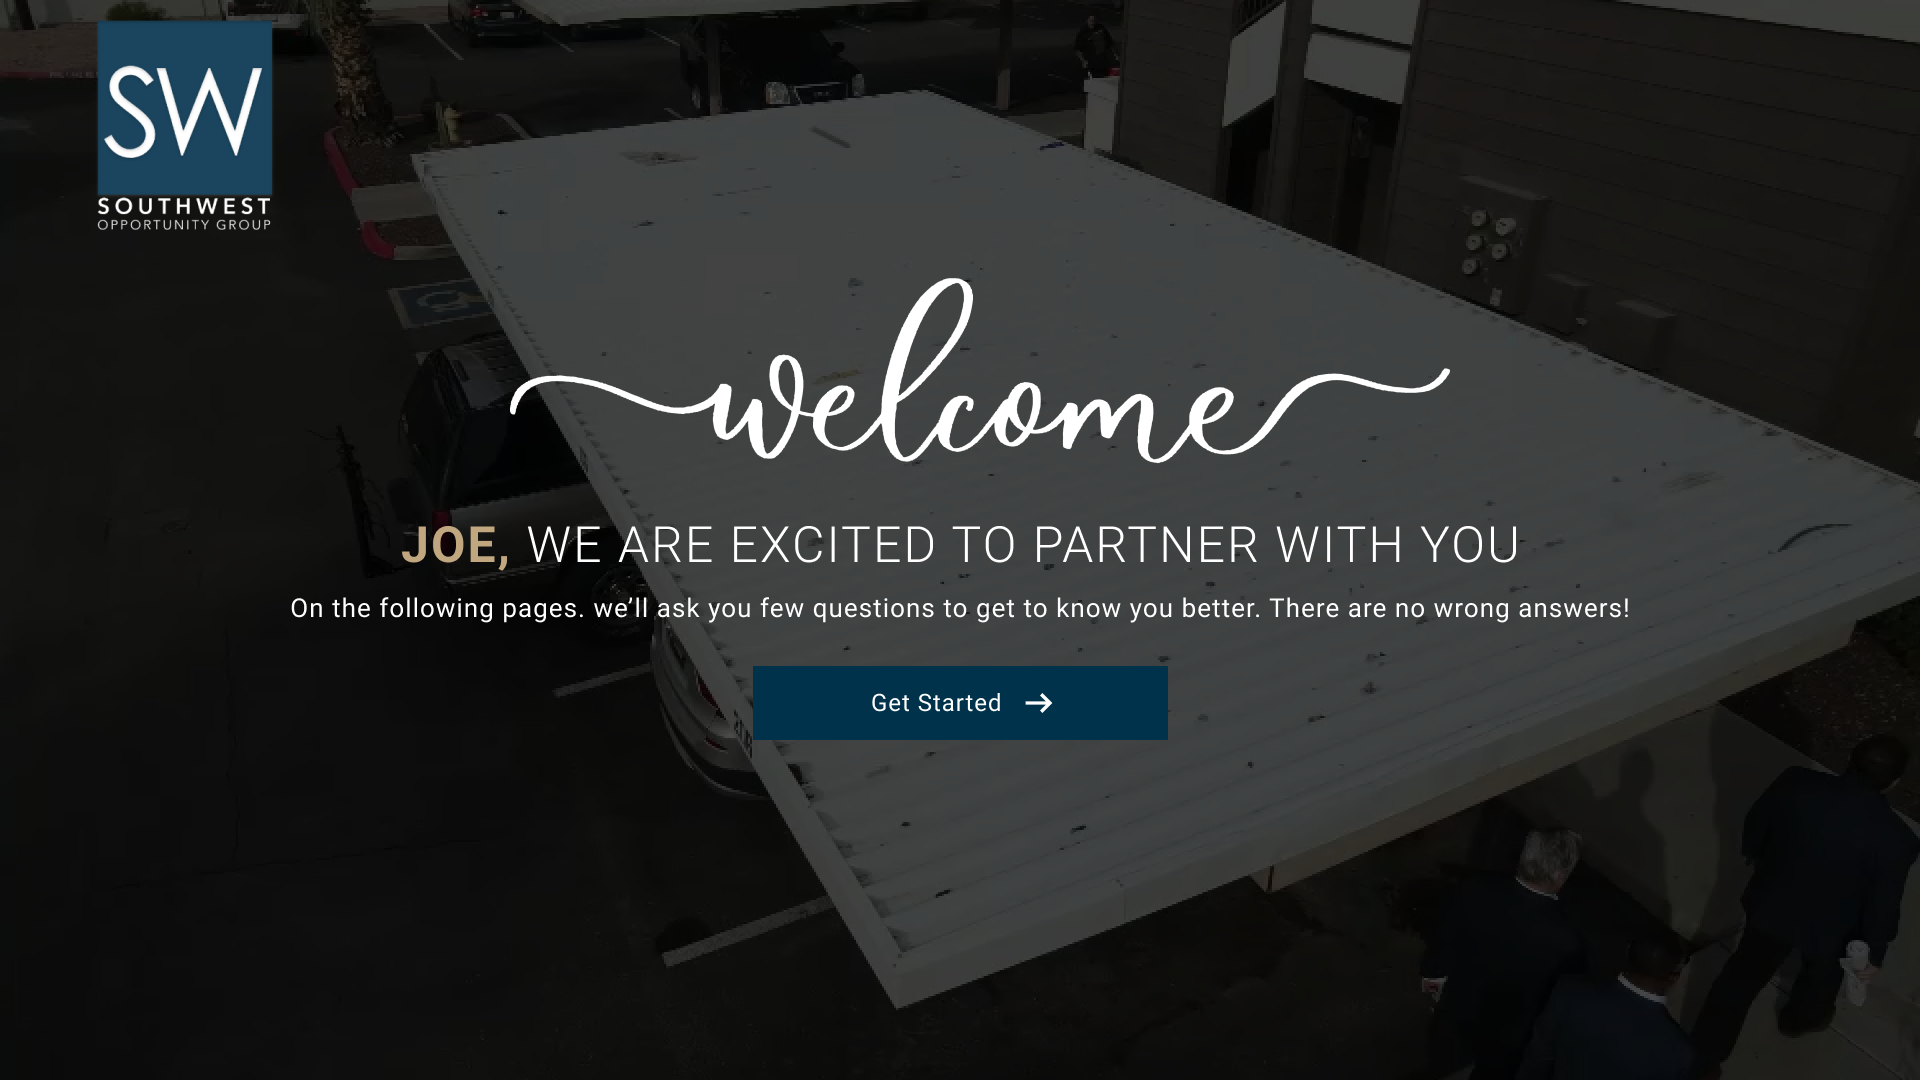 SW
SOUTHWEST
OPPORTUNITY GROUP
welcome
JOE, WE ARE EXCITED TO PARTNER WITH YOU
On the following pages. we’ll ask you few questions to get to know you better. There are no wrong answers!
Get Started →